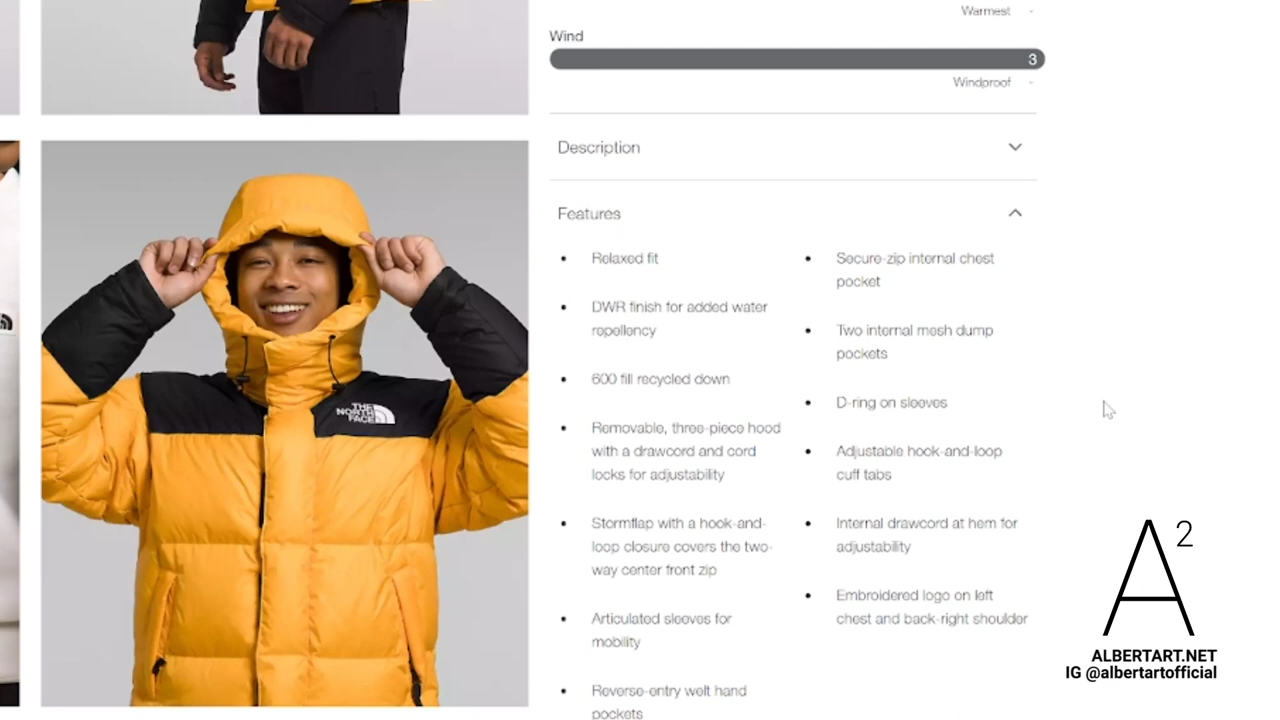 Warmest -
Wind
3
Windproof -
Description
Features
• Relaxed fit
• DWR finish for added water
repellency
• 600 fill recycled down
• Removable, three-piece hood
with a drawcord and cord
locks for adjustability
• Stormflap with a hook-and-
loop closure covers the two-
way center front zip
• Articulated sleeves for
mobility
• Reverse-entry welt hand
pockets
• Secure-zip internal chest
pocket
• Two internal mesh dump
pockets
• D-ring on sleeves
• Adjustable hook-and-loop
cuff tabs
• Internal drawcord at hem for
adjustability
• Embroidered logo on left
chest and back-right shoulder
THE
NORTH
FACE
A2
ALBERTART.NET
IG @albertartofficial